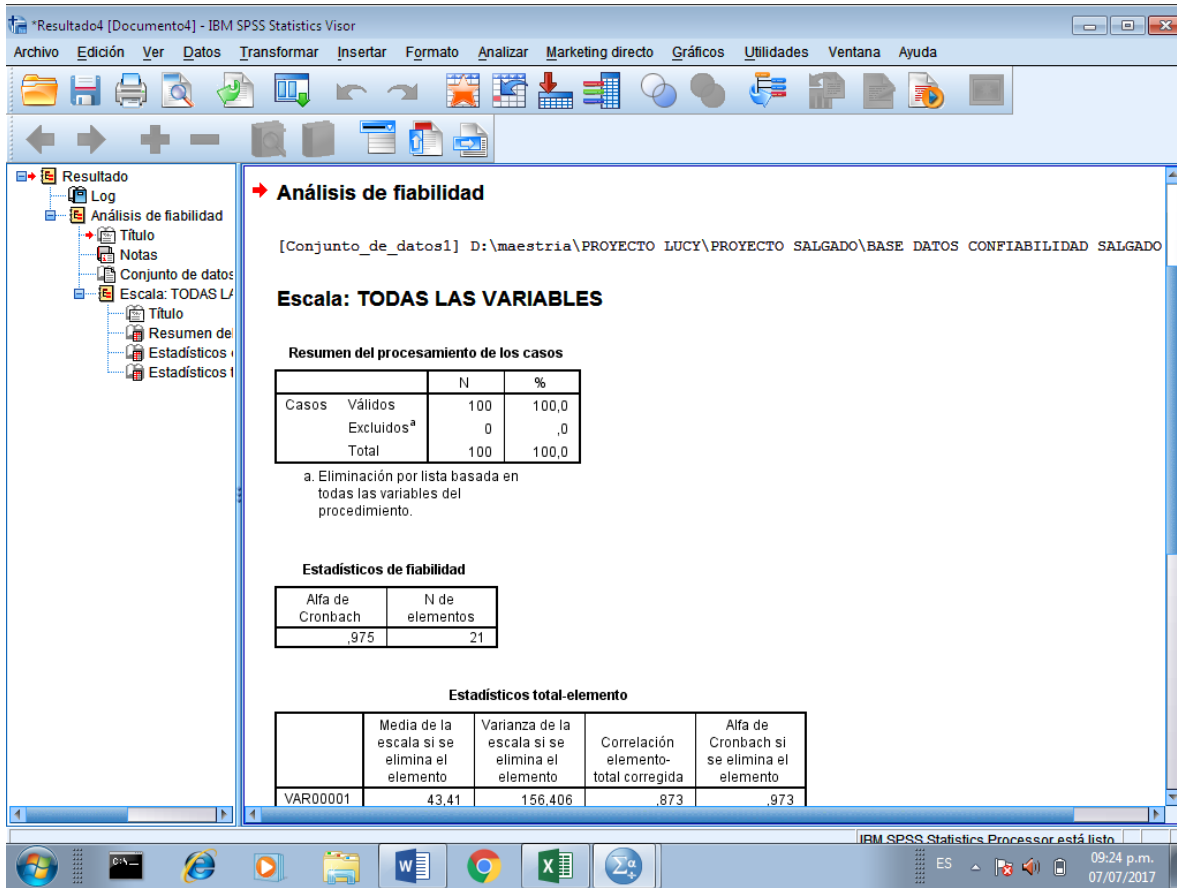 *Resultado4 [Documento4] - IBM SPSS Statistics Visor
Archivo Edición Ver Datos Transformar Insertar Formato Analizar Marketing directo Gráficos Utilidades Ventana Ayuda
Resultado
Log
Análisis de fiabilidad
Título
Notas
Conjunto de datos
Escala: TODAS LA
Título
Resumen del
Estadísticos
Estadísticos
Análisis de fiabilidad
[Conjunto_de_datos1] D:\maestria\PROYECTO LUCY\PROYECTO SALGADO\BASE DATOS CONFIABILIDAD SALGADO
Escala: TODAS LAS VARIABLES
Resumen del procesamiento de los casos
N %
Casos Válidos 100 100,0
Excluidosa 0 ,0
Total 100 100,0
a. Eliminación por lista basada en
todas las variables del
procedimiento.
Estadísticos de fiabilidad
Alfa de Cronbach N de elementos
,975 21
Estadísticos total-elemento
Media de la escala si se elimina el elemento Varianza de la escala si se elimina el elemento Correlación elemento-total corregida Alfa de Cronbach si se elimina el elemento
VAR00001 43,41 156,406 ,873 ,973
IBM SPSS Statistics Processor está listo
C:\
ES
09:24 p.m.
07/07/2017